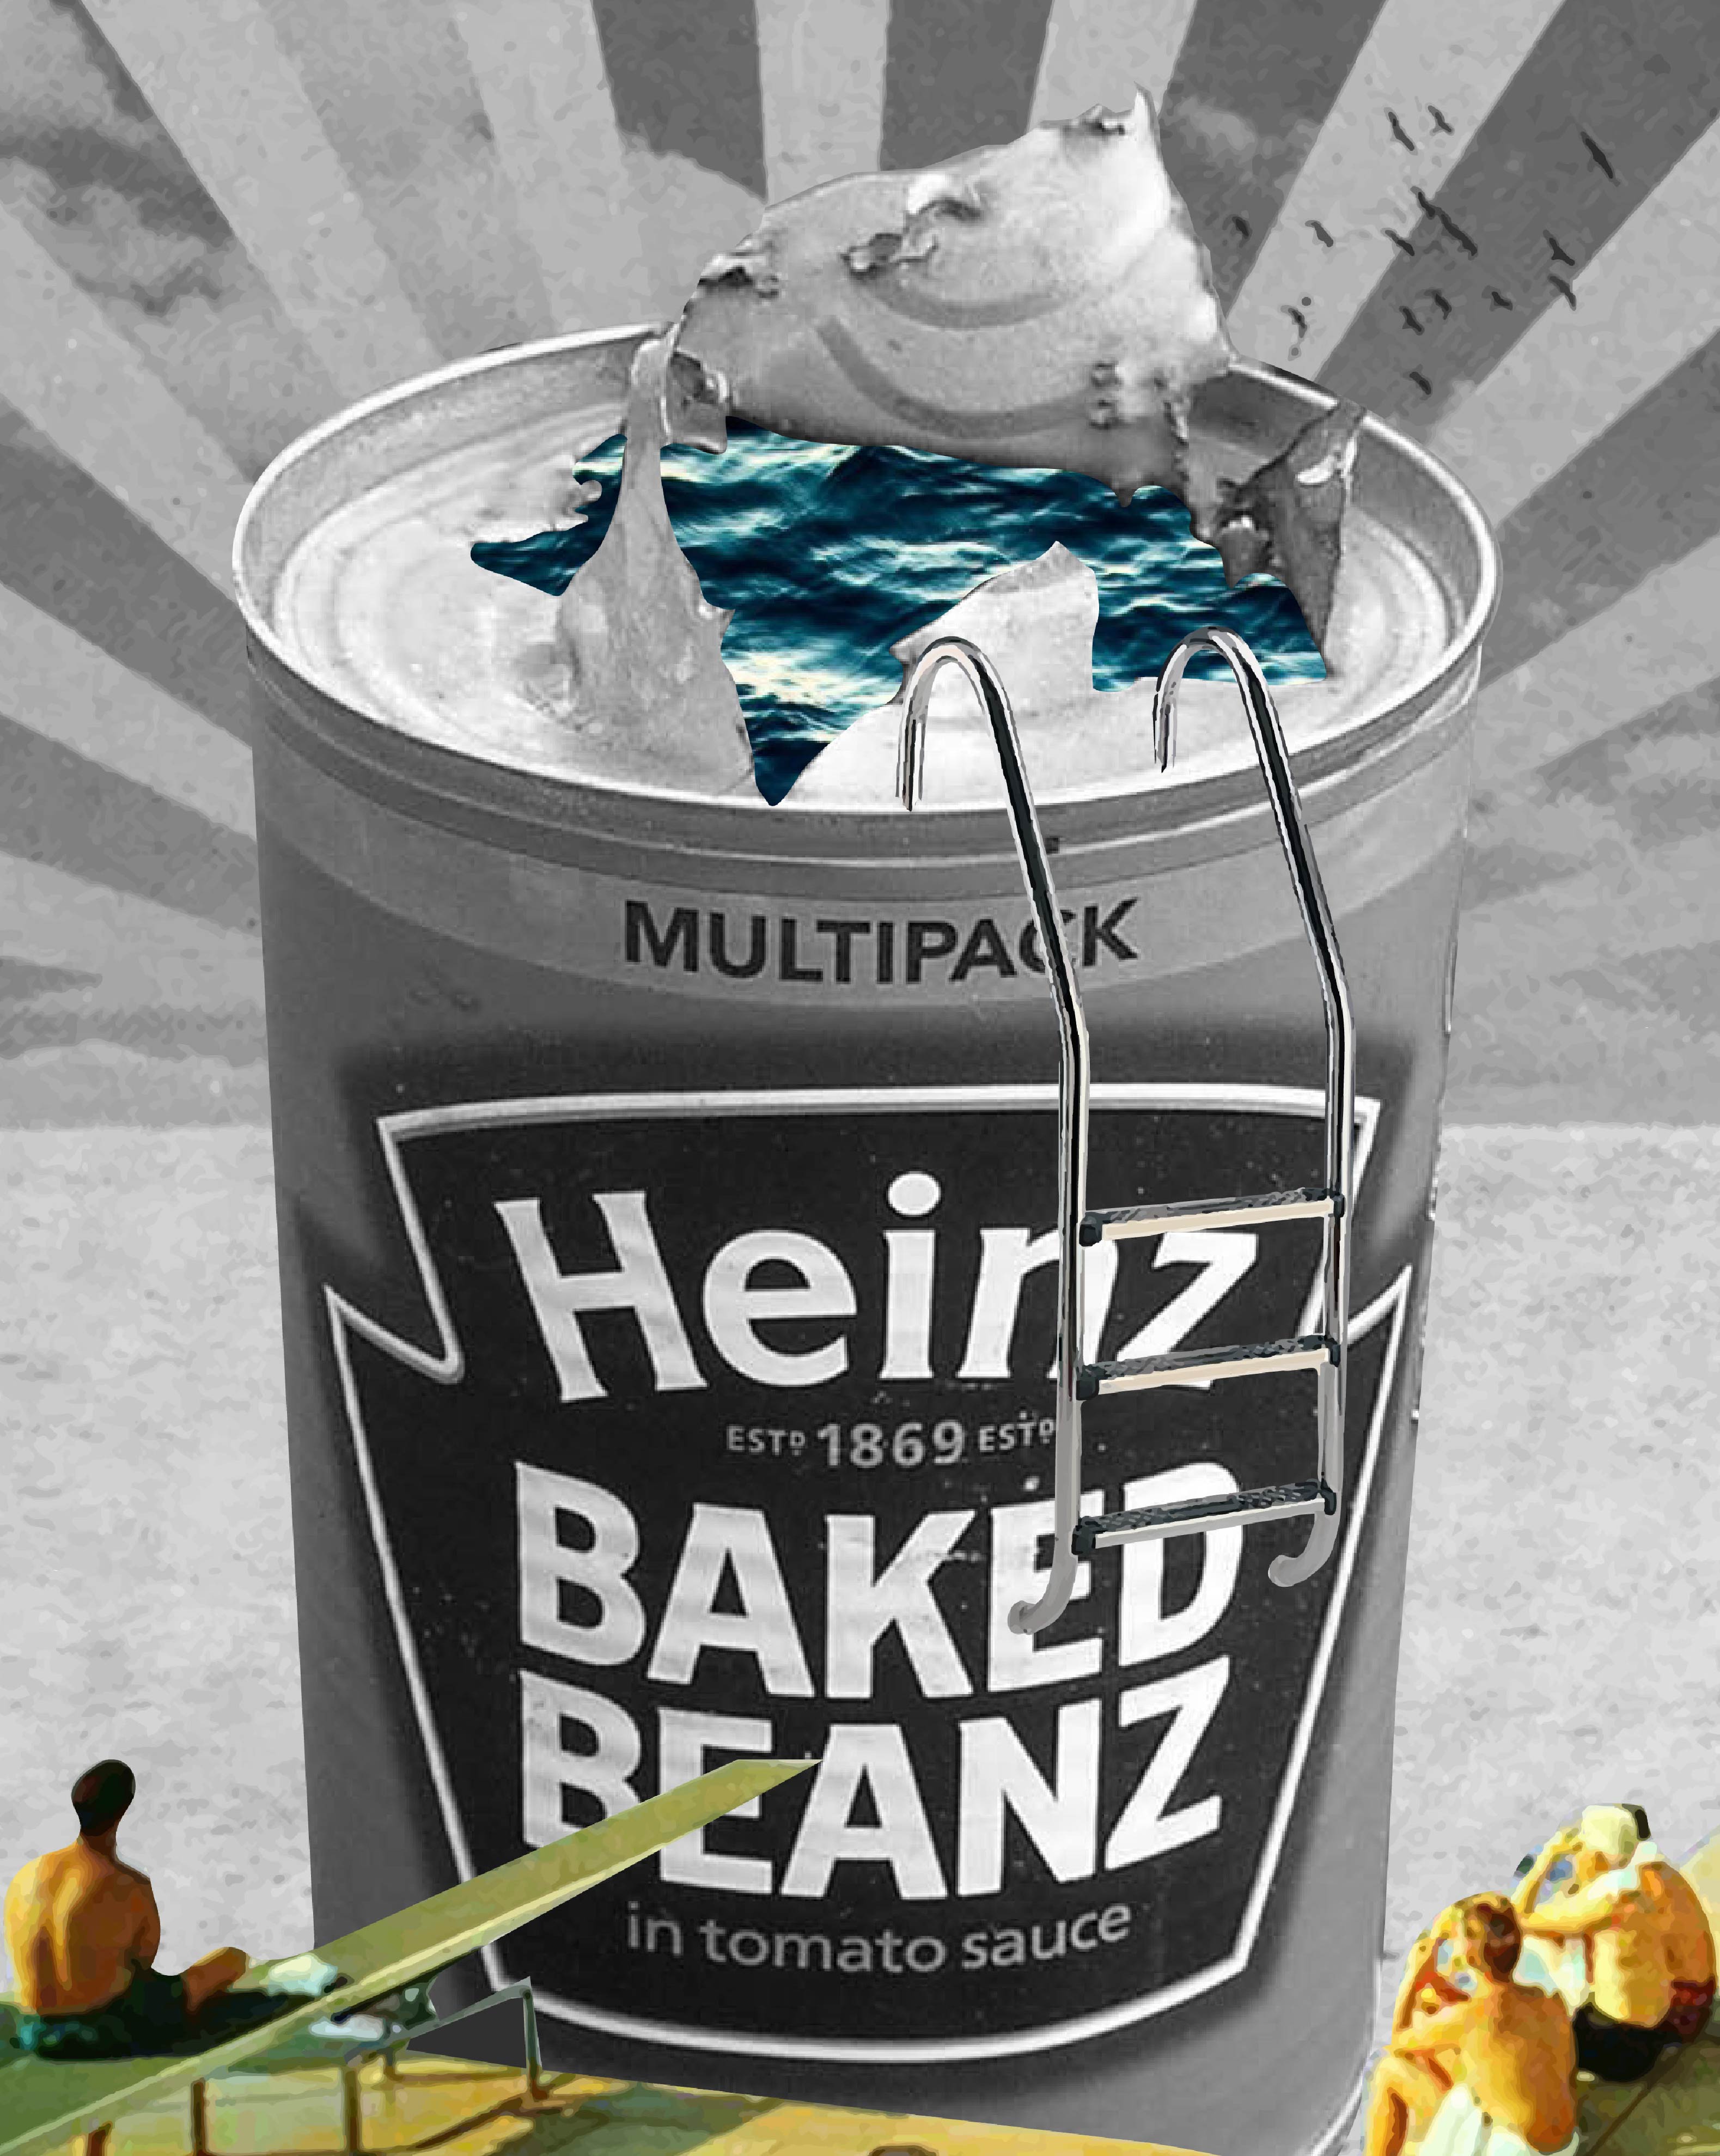 MULTIPACK
Heinz
ESTD 1869 ESTD
BAKED
BEANZ
in tomato sauce